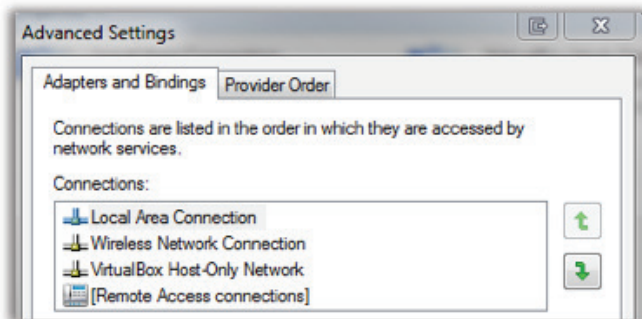 Advanced Settings
Adapters and Bindings
Provider Order
Connections are listed in the order in which they are accessed by
network services.
Connections:
Local Area Connection
Wireless Network Connection
VirtualBox Host-Only Network
[Remote Access connections]